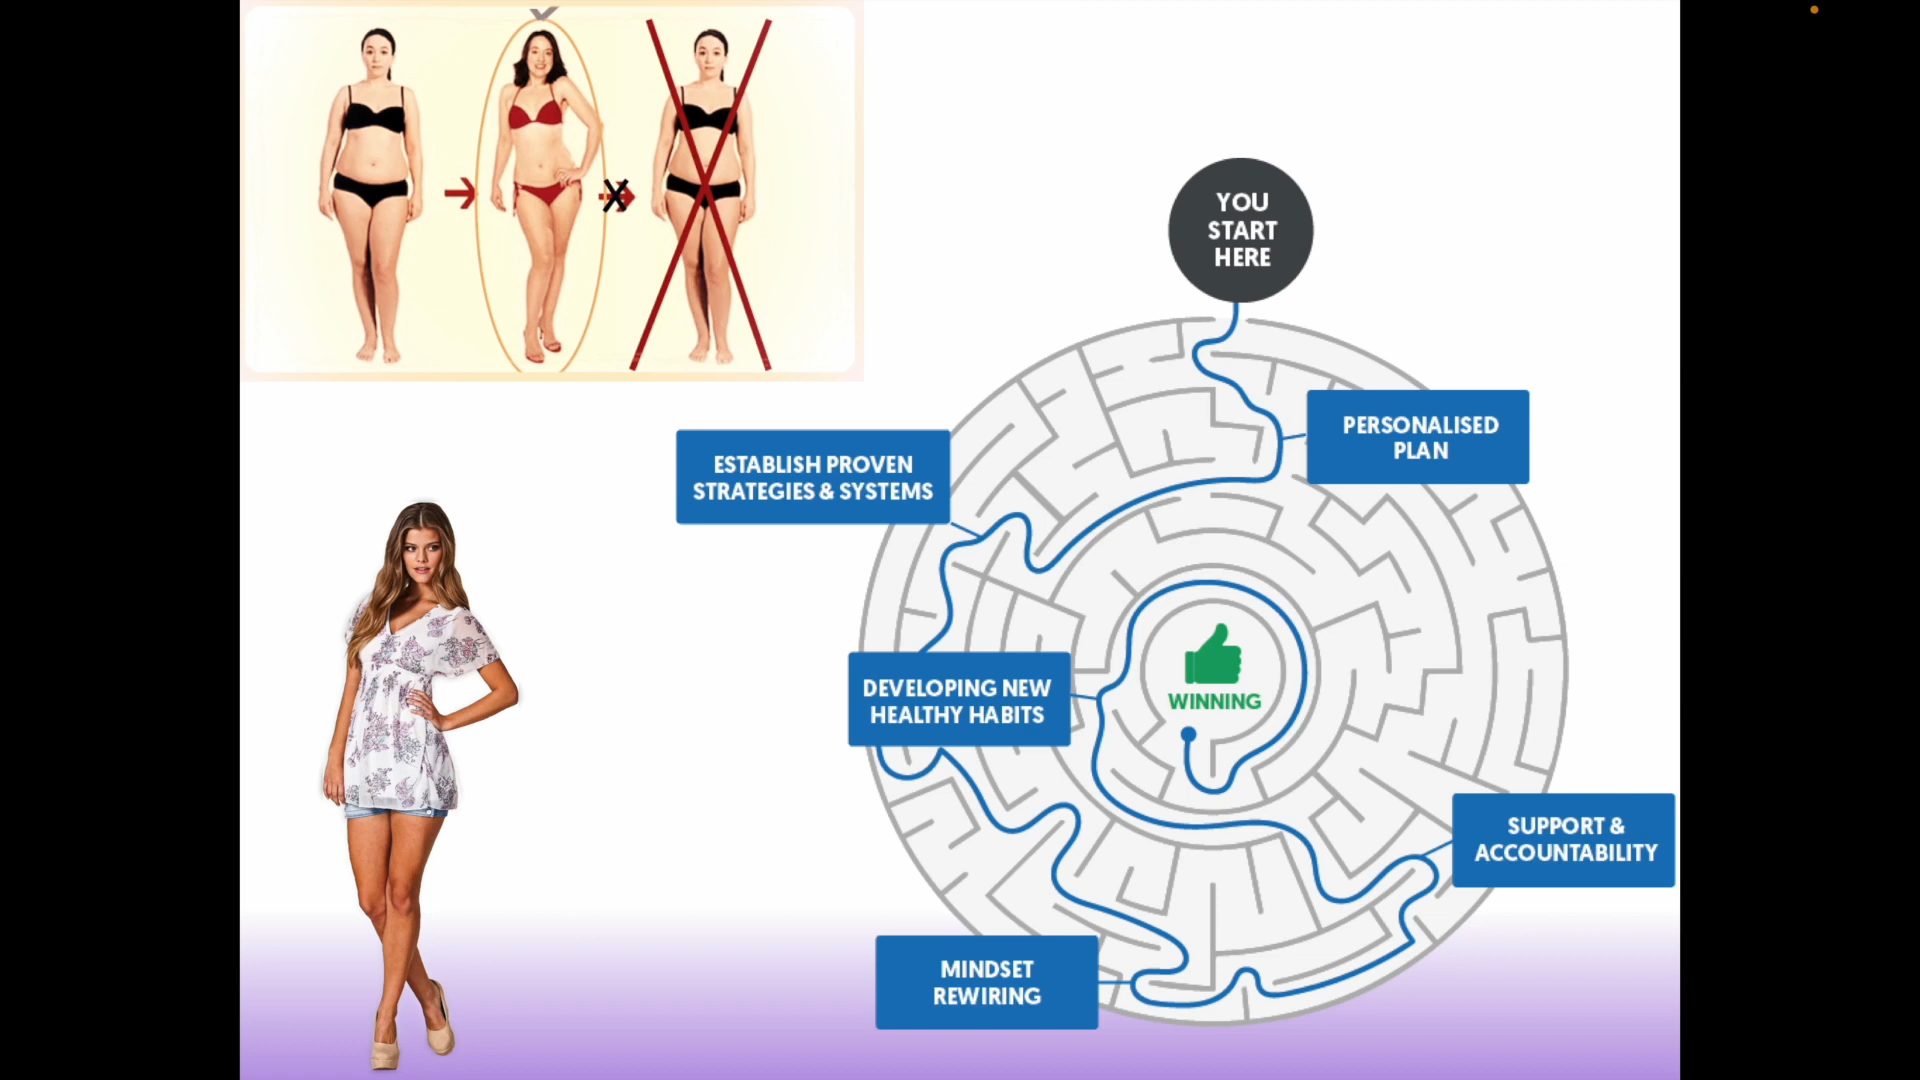 YOU
START
HERE
PERSONALISED
PLAN
ESTABLISH PROVEN
STRATEGIES & SYSTEMS
DEVELOPING NEW
HEALTHY HABITS
WINNING
SUPPORT &
ACCOUNTABILITY
MINDSET
REWIRING